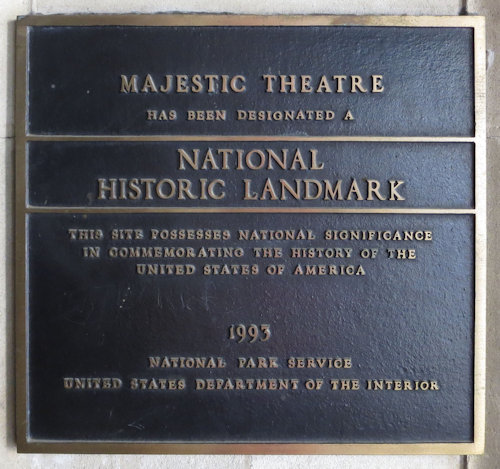 MAJESTIC THEATRE
HAS BEEN DESIGNATED A
NATIONAL
HISTORIC LANDMARK
THIS SITE POSSESSES NATIONAL SIGNIFICANCE
IN COMMEMORATING THE HISTORY OF THE
UNITED STATES OF AMERICA
1993
NATIONAL PARK SERVICE
UNITED STATES DEPARTMENT OF THE INTERIOR